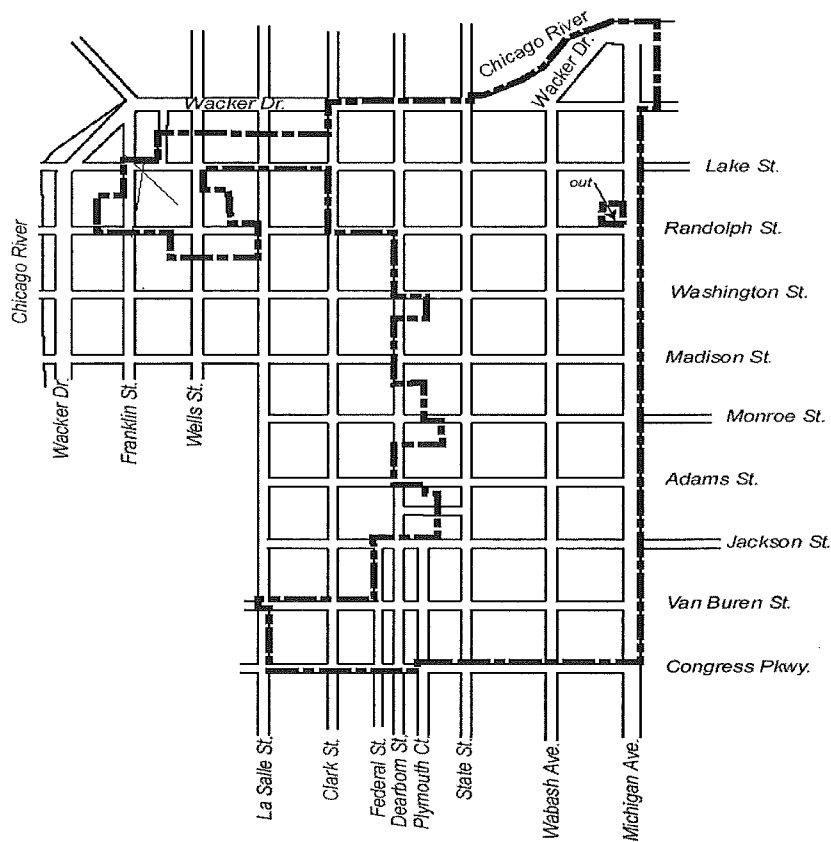 Chicago River
Wacker Dr.
Wacker Dr.
Lake St.
out
Randolph St.
Chicago River
Washington St.
Madison St.
Wacker Dr.
Franklin St.
Wells St.
Monroe St.
Adams St.
Jackson St.
Van Buren St.
Congress Pkwy.
La Salle St.
Clark St.
Federal St.
Dearborn St.
Plymouth Ct.
State St.
Wabash Ave.
Michigan Ave.